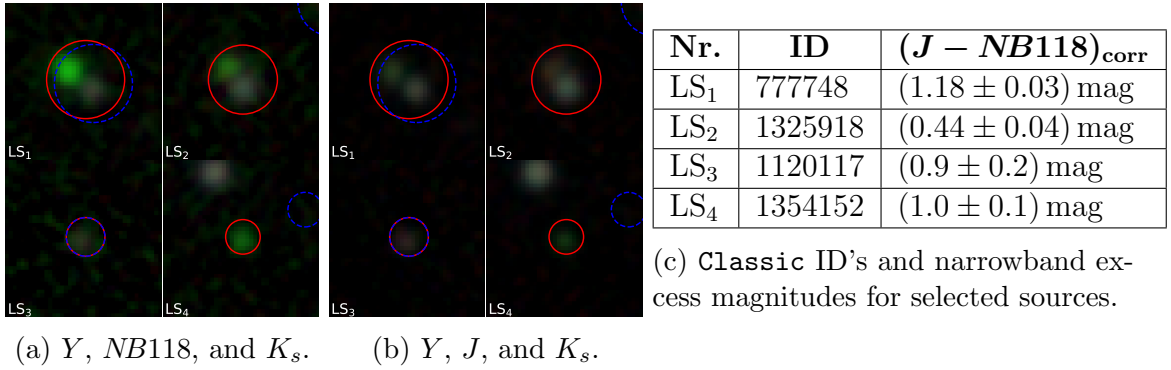 LS₁
LS₂
LS₃
LS₄
(a) Y, NB118, and Kₛ.
LS₁
LS₂
LS₃
LS₄
(b) Y, J, and Kₛ.
Nr. ID (J − NB118)corr
LS₁ 777748 (1.18 ± 0.03) mag
LS₂ 1325918 (0.44 ± 0.04) mag
LS₃ 1120117 (0.9 ± 0.2) mag
LS₄ 1354152 (1.0 ± 0.1) mag
(c) Classic ID's and narrowband ex-
cess magnitudes for selected sources.